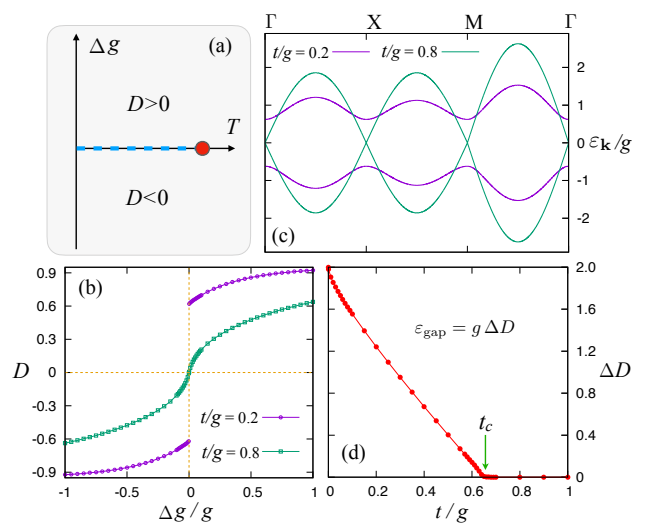 Δg
(a)
D>0
T
D<0
Γ X M Γ
t/g = 0.2 t/g = 0.8
2
1
0
-1
-2
ε_k/g
(c)
0.9
0.6
0.3
0
-0.3
-0.6
-0.9
D
(b)
t/g = 0.2
t/g = 0.8
-1 -0.5 0 0.5 1
Δg/g
2.0
1.6
1.2
0.8
0.4
0
ΔD
ε_gap = g ΔD
t_c
(d)
0 0.2 0.4 0.6 0.8 1
t/g